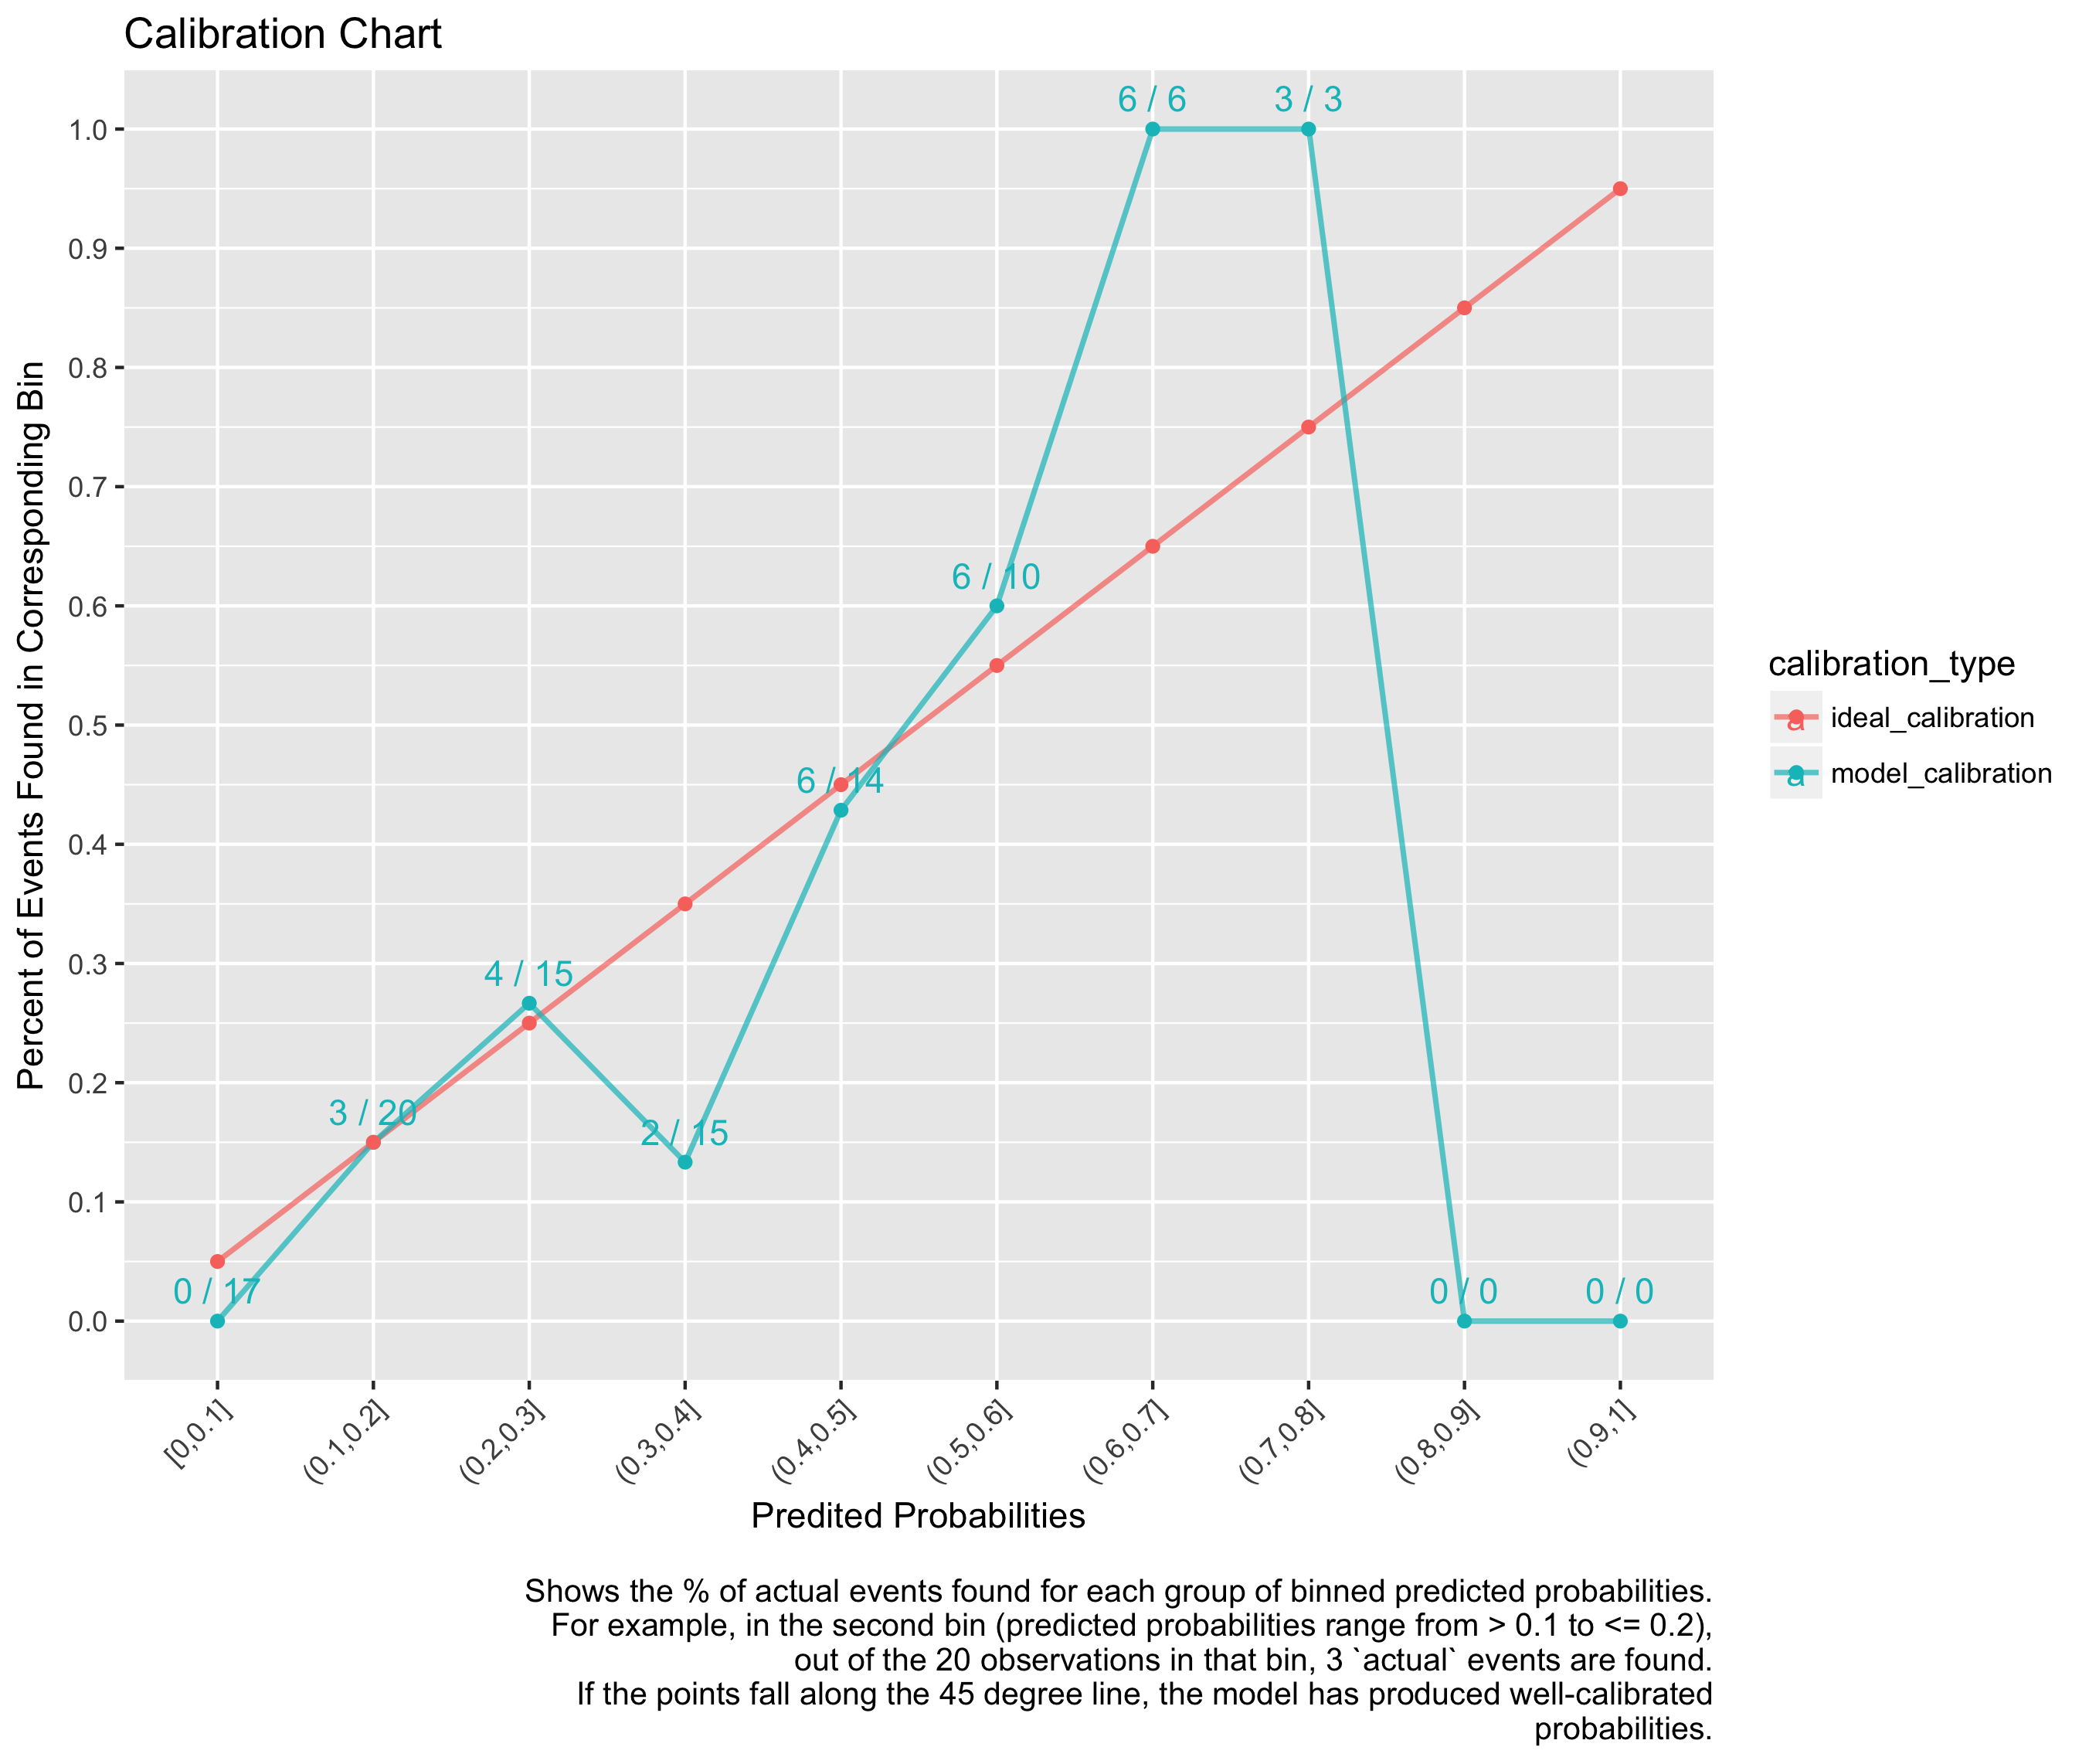 Calibration Chart
Percent of Events Found in Corresponding Bin
1.0
0.9
0.8
0.7
0.6
0.5
0.4
0.3
0.2
0.1
0.0
0 / 17
3 / 20
4 / 15
2 / 15
6 / 14
6 / 10
6 / 6
3 / 3
0 / 0
0 / 0
[0,0.1]
(0.1,0.2]
(0.2,0.3]
(0.3,0.4]
(0.4,0.5]
(0.5,0.6]
(0.6,0.7]
(0.7,0.8]
(0.8,0.9]
(0.9,1]
Predited Probabilities
calibration_type
a ideal_calibration
a model_calibration
Shows the % of actual events found for each group of binned predicted probabilities.
For example, in the second bin (predicted probabilities range from > 0.1 to <= 0.2),
out of the 20 observations in that bin, 3 `actual` events are found.
If the points fall along the 45 degree line, the model has produced well-calibrated
probabilities.